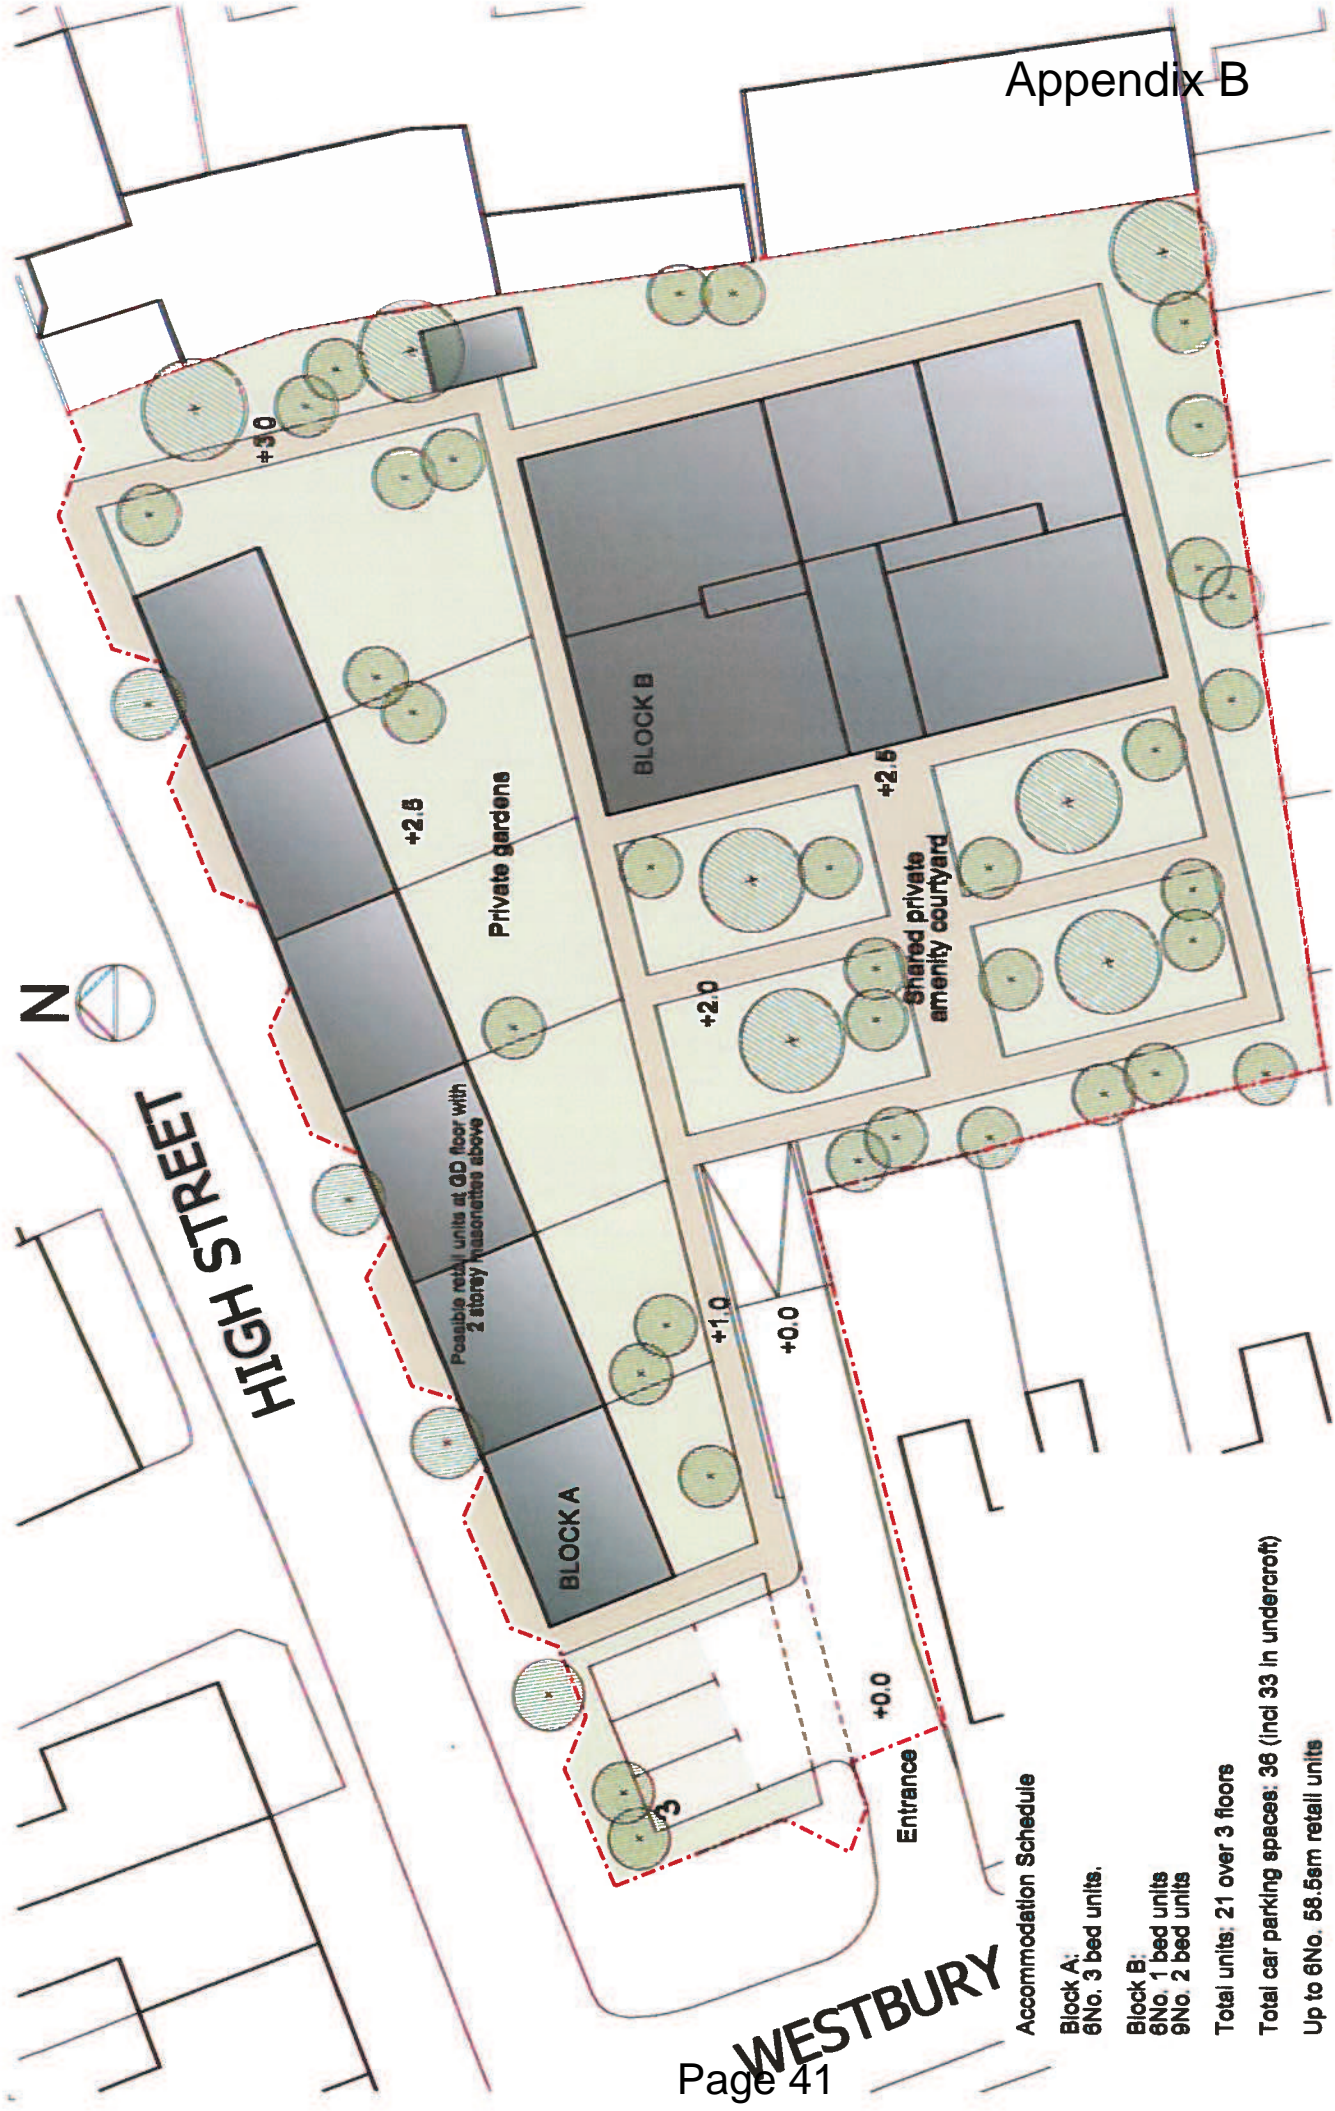 Appendix B
N
HIGH STREET
+3.0
+2.5
Private gardens
BLOCK B
+2.5
Shared private
amenity courtyard
+2.0
Possible retail units at GD floor with
2 storey masonettes above
+1.0
+0.0
BLOCK A
3
+0.0
Entrance
WESTBURY
Accommodation Schedule
Block A:
6No. 3 bed units.
Block B:
6No. 1 bed units
9No. 2 bed units
Total units: 21 over 3 floors
Total car parking spaces: 36 (incl 33 in undercroft)
Up to 6No. 58.5sm retail units
Page 41